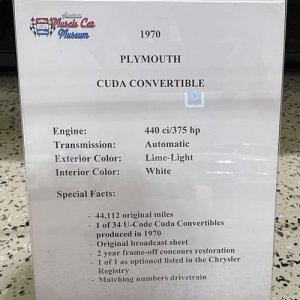 Muscle Car
Museum
1970
PLYMOUTH
CUDA CONVERTIBLE
Engine: 440 ci/375 hp
Transmission: Automatic
Exterior Color: Lime-Light
Interior Color: White
Special Facts:
- 44,112 original miles
- 1 of 34 U-Code Cuda Convertibles
produced in 1970
- Original broadcast sheet
- 2 year frame-off concours restoration
- 1 of 1 as optioned listed in the Chrysler
Registry
- Matching numbers drivetrain